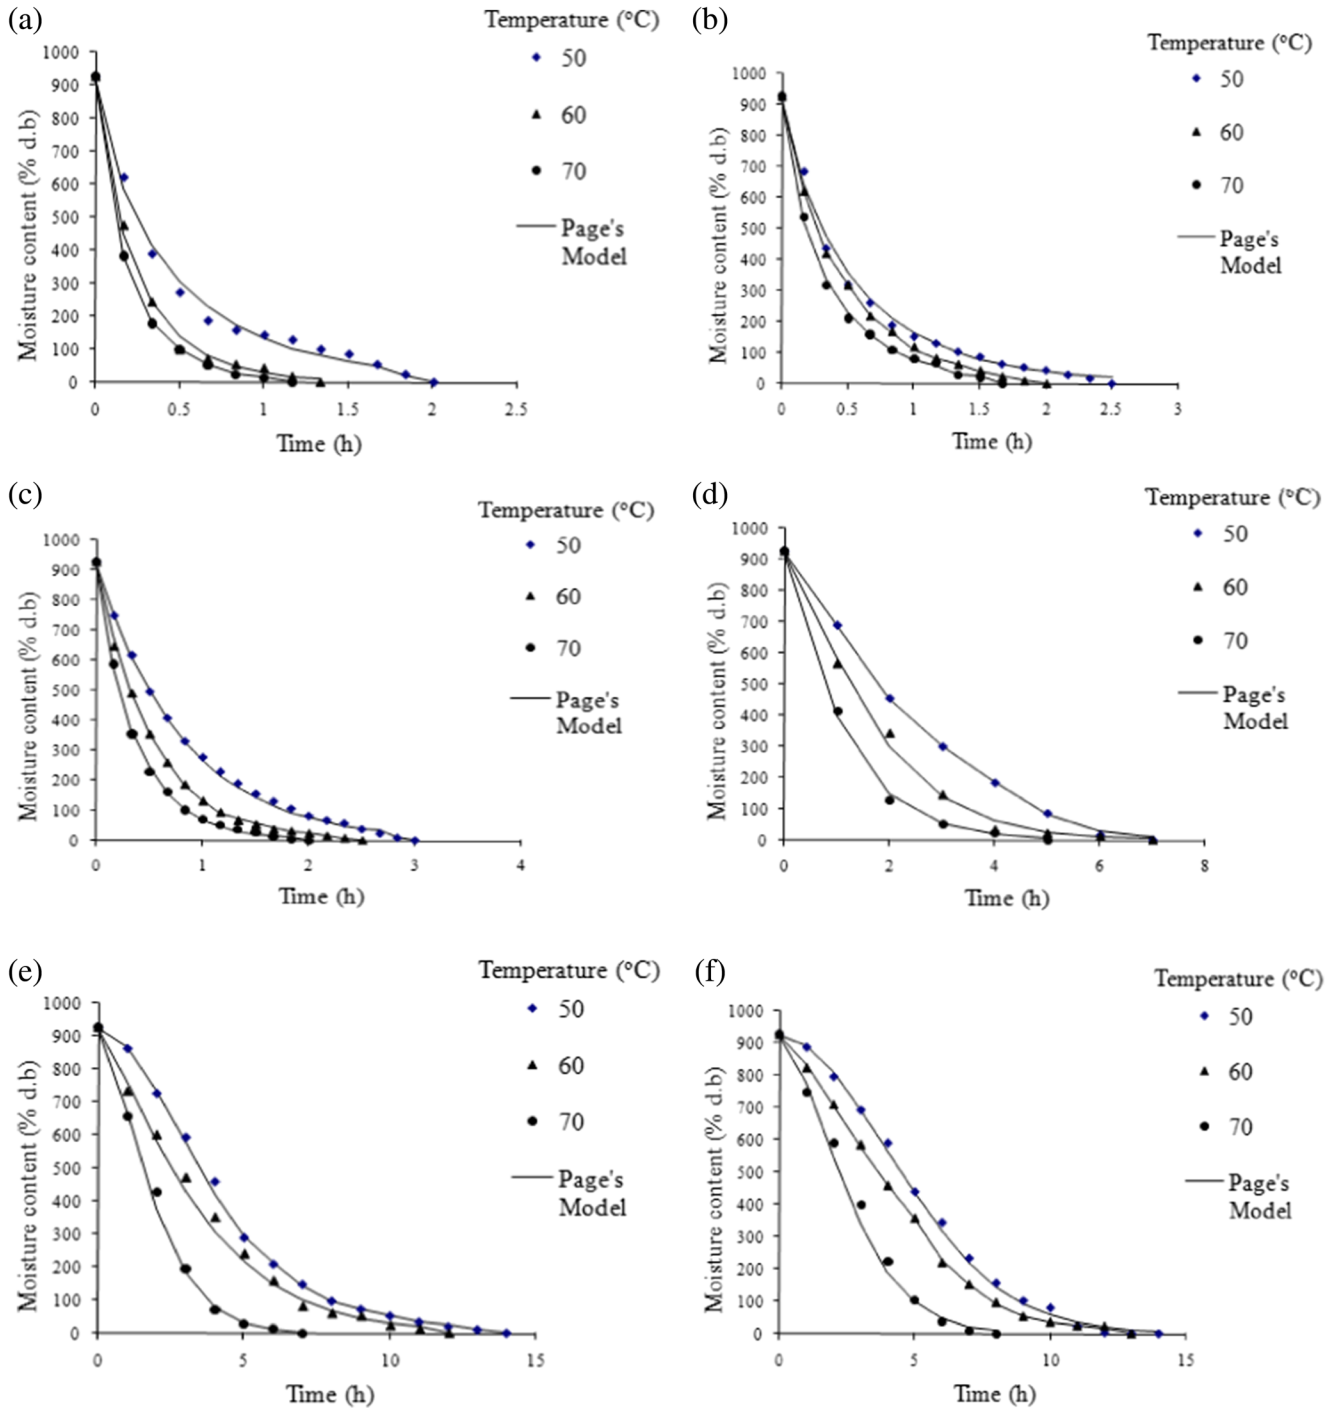 (a)
Temperature (°C)
50
60
70
Page's
Model
Moisture content (% d.b)
1000
900
800
700
600
500
400
300
200
100
0
0 0.5 1 1.5 2 2.5
Time (h)
(b)
Temperature (°C)
50
60
70
Page's
Model
Moisture content (% d.b)
1000
900
800
700
600
500
400
300
200
100
0
0 0.5 1 1.5 2 2.5 3
Time (h)
(c)
Temperature (°C)
50
60
70
Page's
Model
Moisture content (% d.b)
1000
900
800
700
600
500
400
300
200
100
0
0 1 2 3 4
Time (h)
(d)
Temperature (°C)
50
60
70
Page's
Model
Moisture content (% d.b)
1000
900
800
700
600
500
400
300
200
100
0
0 2 4 6 8
Time (h)
(e)
Temperature (°C)
50
60
70
Page's
Model
Moisture content (% d.b)
1000
900
800
700
600
500
400
300
200
100
0
0 5 10 15
Time (h)
(f)
Temperature (°C)
50
60
70
Page's
Model
Moisture content (% d.b)
1000
900
800
700
600
500
400
300
200
100
0
0 5 10 15
Time (h)